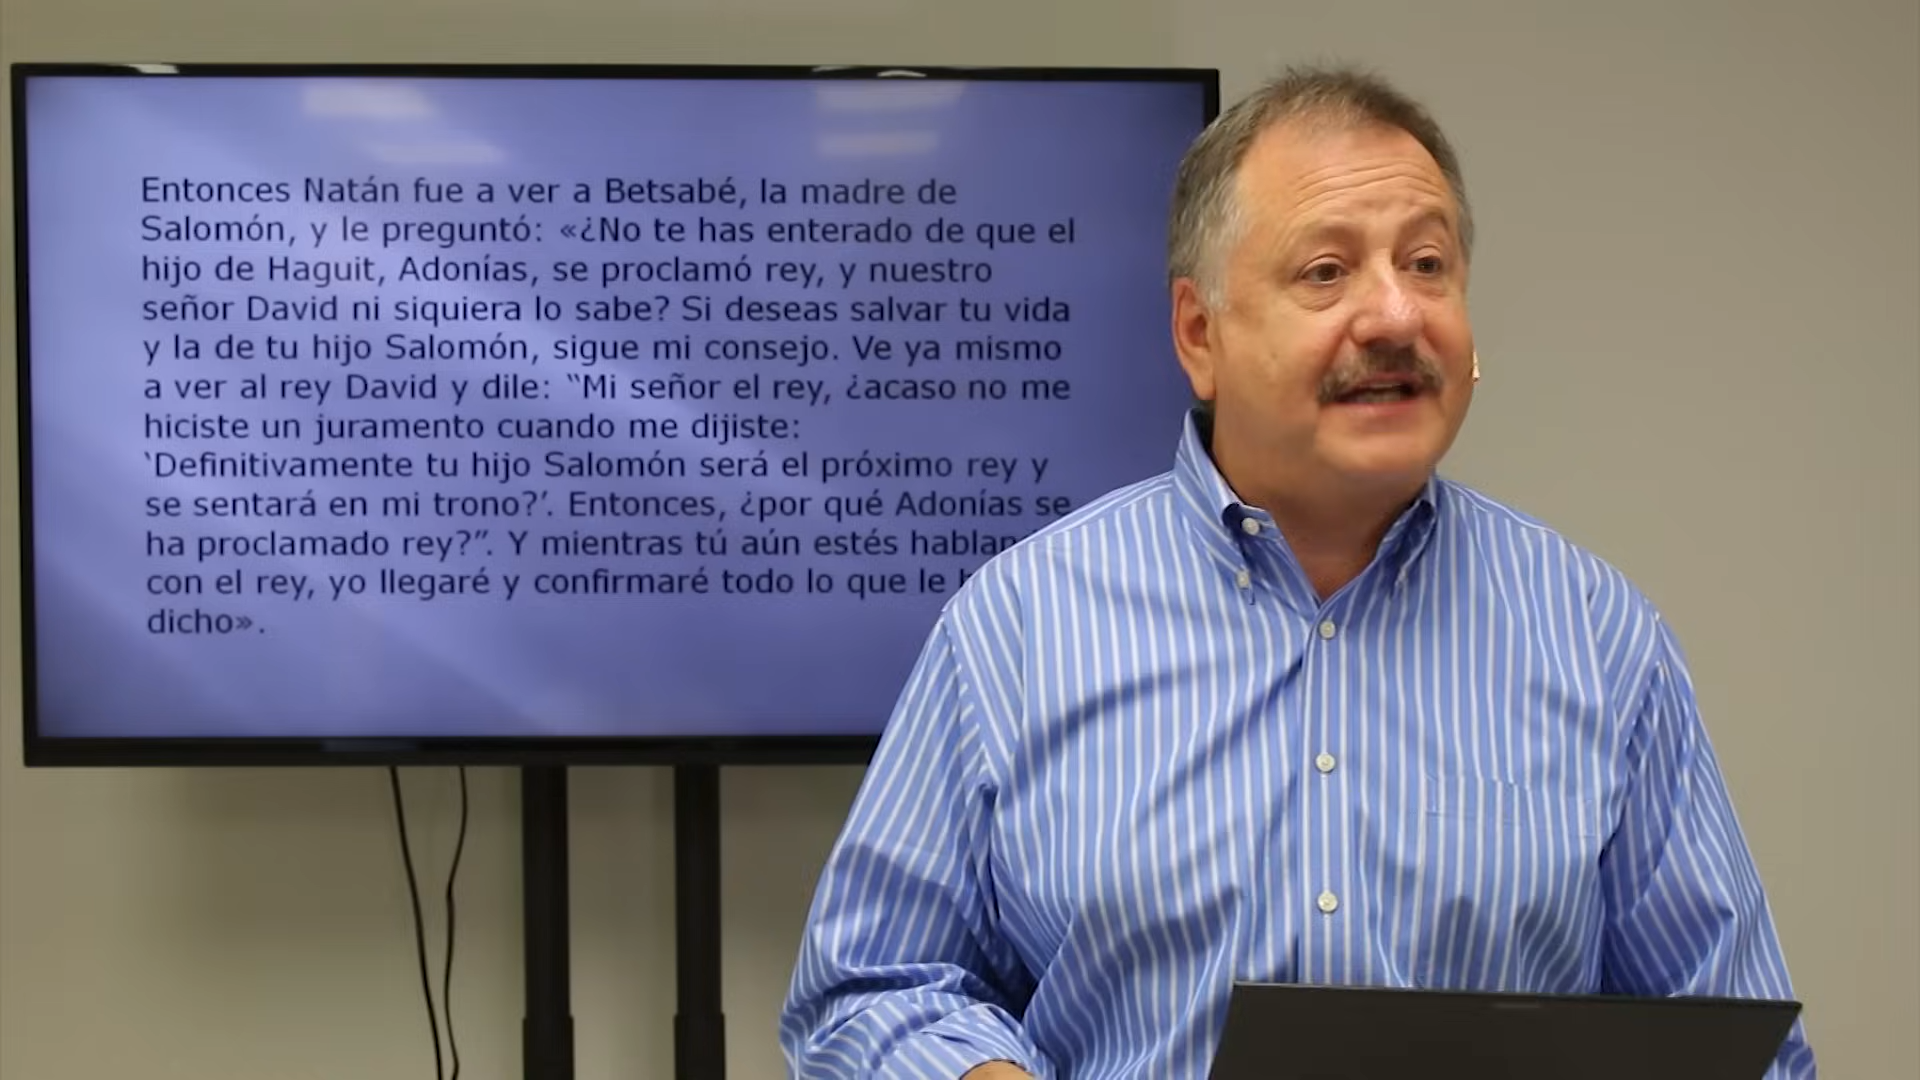 Entonces Natán fue a ver a Betsabé, la madre de
Salomón, y le preguntó: «¿No te has enterado de que el
hijo de Haguit, Adonías, se proclamó rey, y nuestro
señor David ni siquiera lo sabe? Si deseas salvar tu vida
y la de tu hijo Salomón, sigue mi consejo. Ve ya mismo
a ver al rey David y dile: “Mi señor el rey, ¿acaso no me
hiciste un juramento cuando me dijiste:
‘Definitivamente tu hijo Salomón será el próximo rey y
se sentará en mi trono?’. Entonces, ¿por qué Adonías se
ha proclamado rey?”. Y mientras tú aún estés
con el rey, yo llegaré y confirmaré todo lo que le
dicho».